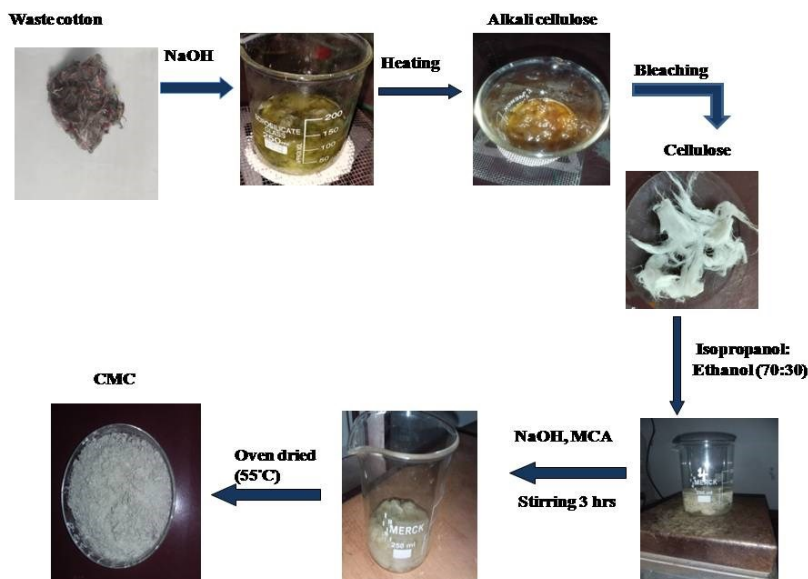 Waste cotton
NaOH
Heating
Alkali cellulose
Bleaching
Cellulose
200
150
100
50
Isopropanol:
Ethanol (70:30)
NaOH, MCA
Stirring 3 hrs
MERCK
MERCK
250 ml
Oven dried
(55°C)
CMC